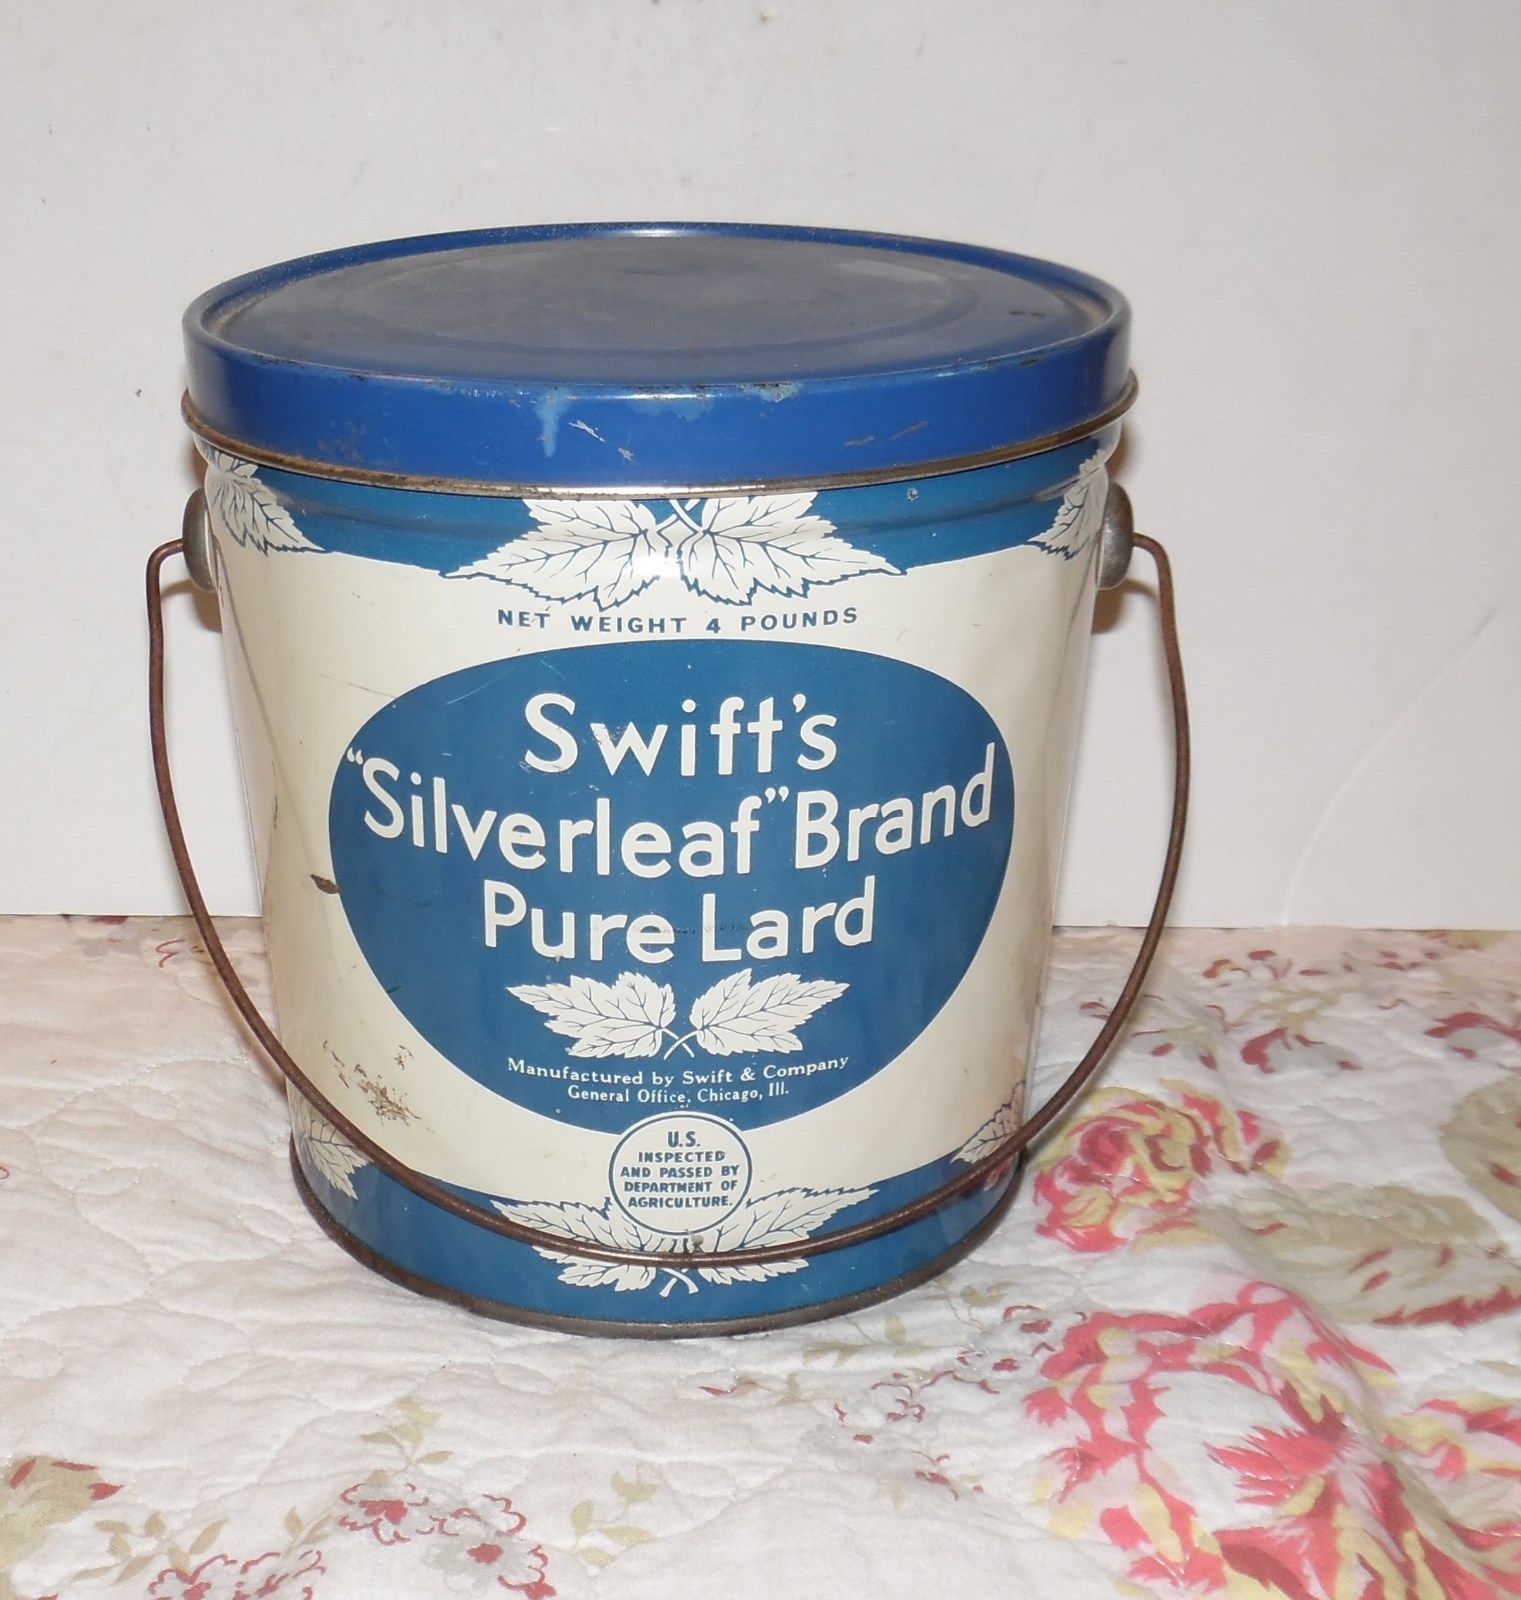 NET WEIGHT 4 POUNDS
Swift's
"Silverleaf" Brand
Pure Lard
Manufactured by Swift & Company
General Office, Chicago, Ill.
U.S.
INSPECTED
AND PASSED BY
DEPARTMENT OF
AGRICULTURE.